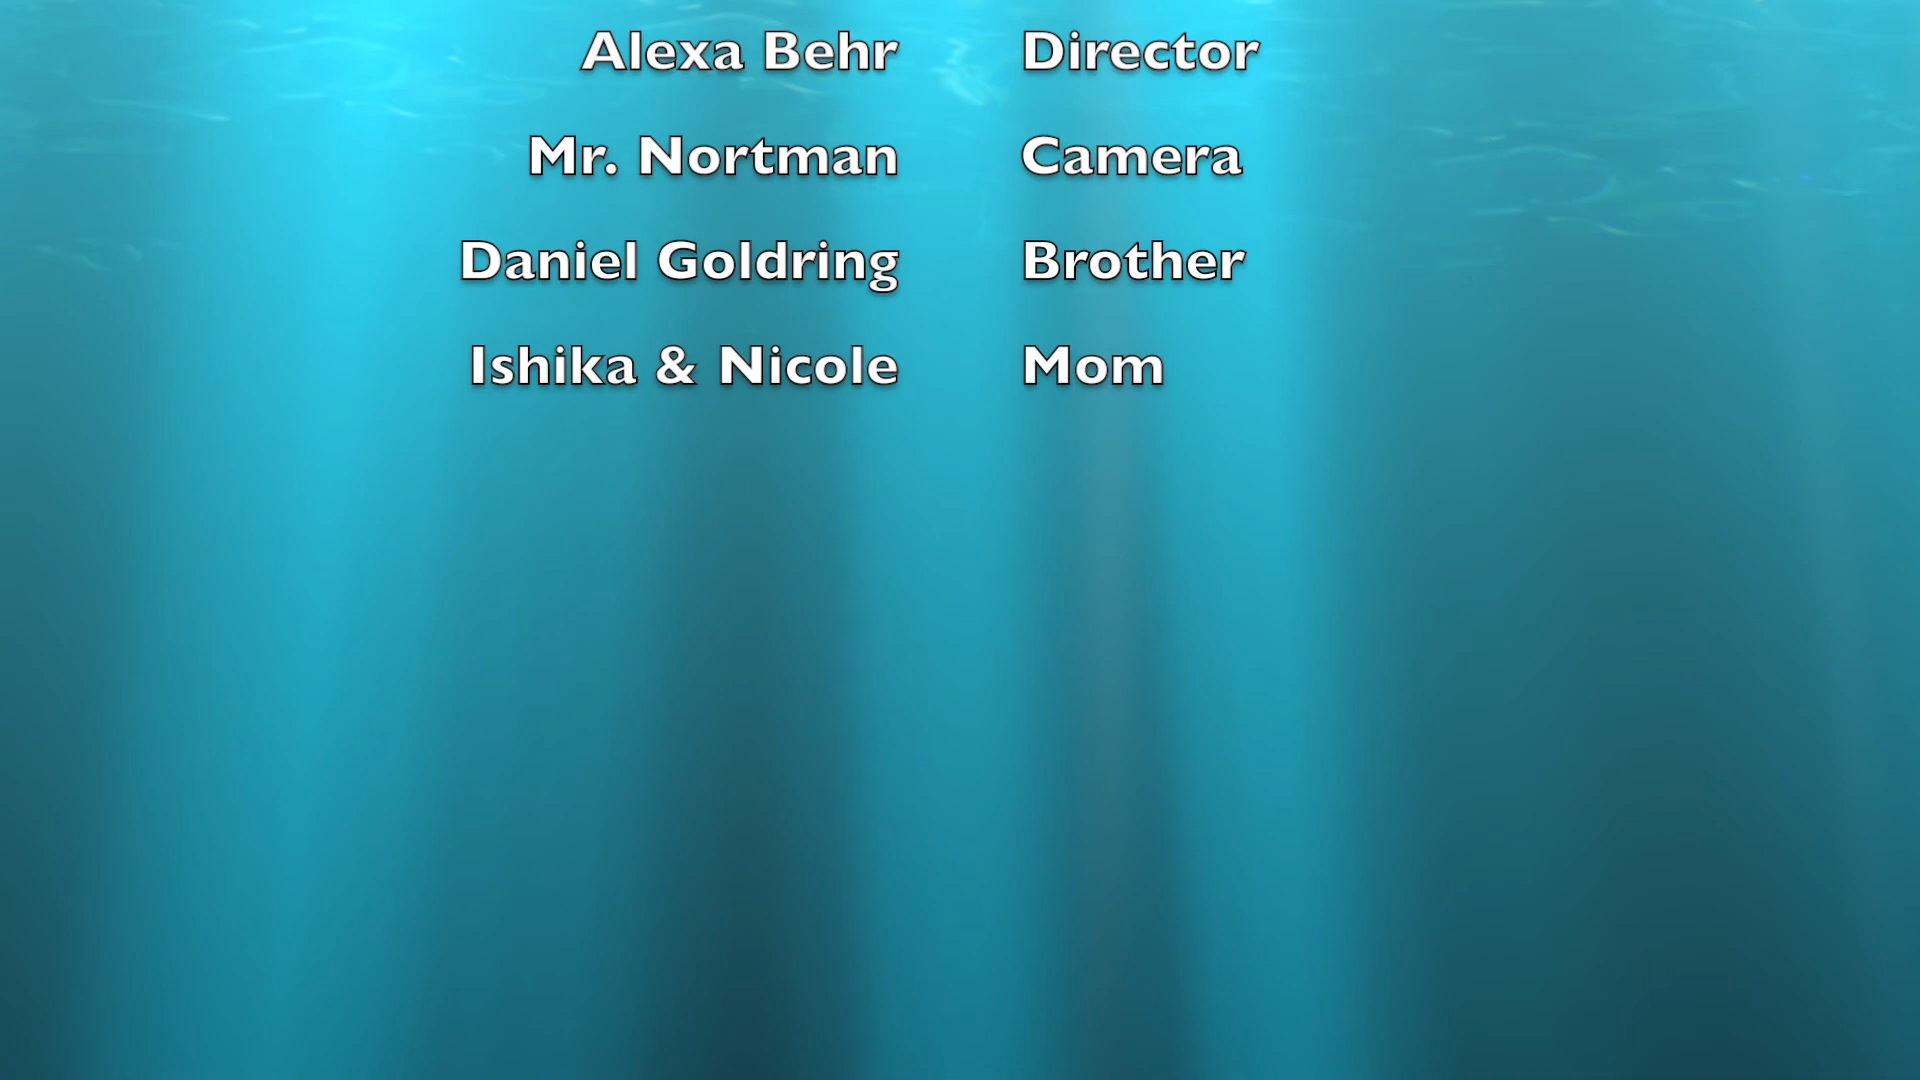 Alexa Behr Director
Mr. Nortman Camera
Daniel Goldring Brother
Ishika & Nicole Mom